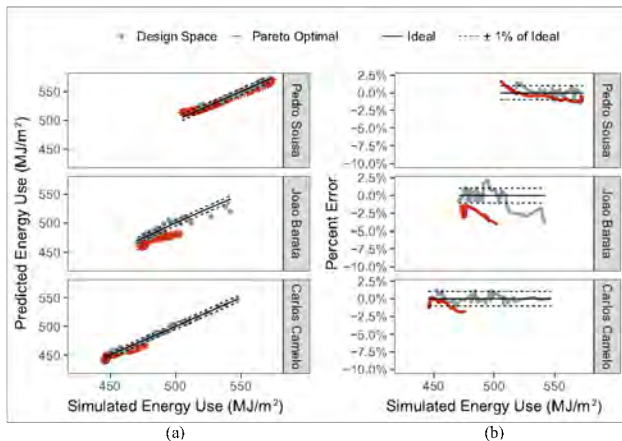 Design Space Pareto Optimal Ideal ± 1% of Ideal
Predicted Energy Use (MJ/m²)
550
500
450
Pedro Sousa
550
500
450
Joao Barata
550
500
450
Carlos Camelo
450 500 550
Simulated Energy Use (MJ/m²)
(a)
Percent Error
2.5%
0.0%
−2.5%
−5.0%
−7.5%
−10.0%
Pedro Sousa
2.5%
0.0%
−2.5%
−5.0%
−7.5%
−10.0%
Joao Barata
2.5%
0.0%
−2.5%
−5.0%
−7.5%
−10.0%
Carlos Camelo
450 500 550
Simulated Energy Use (MJ/m²)
(b)